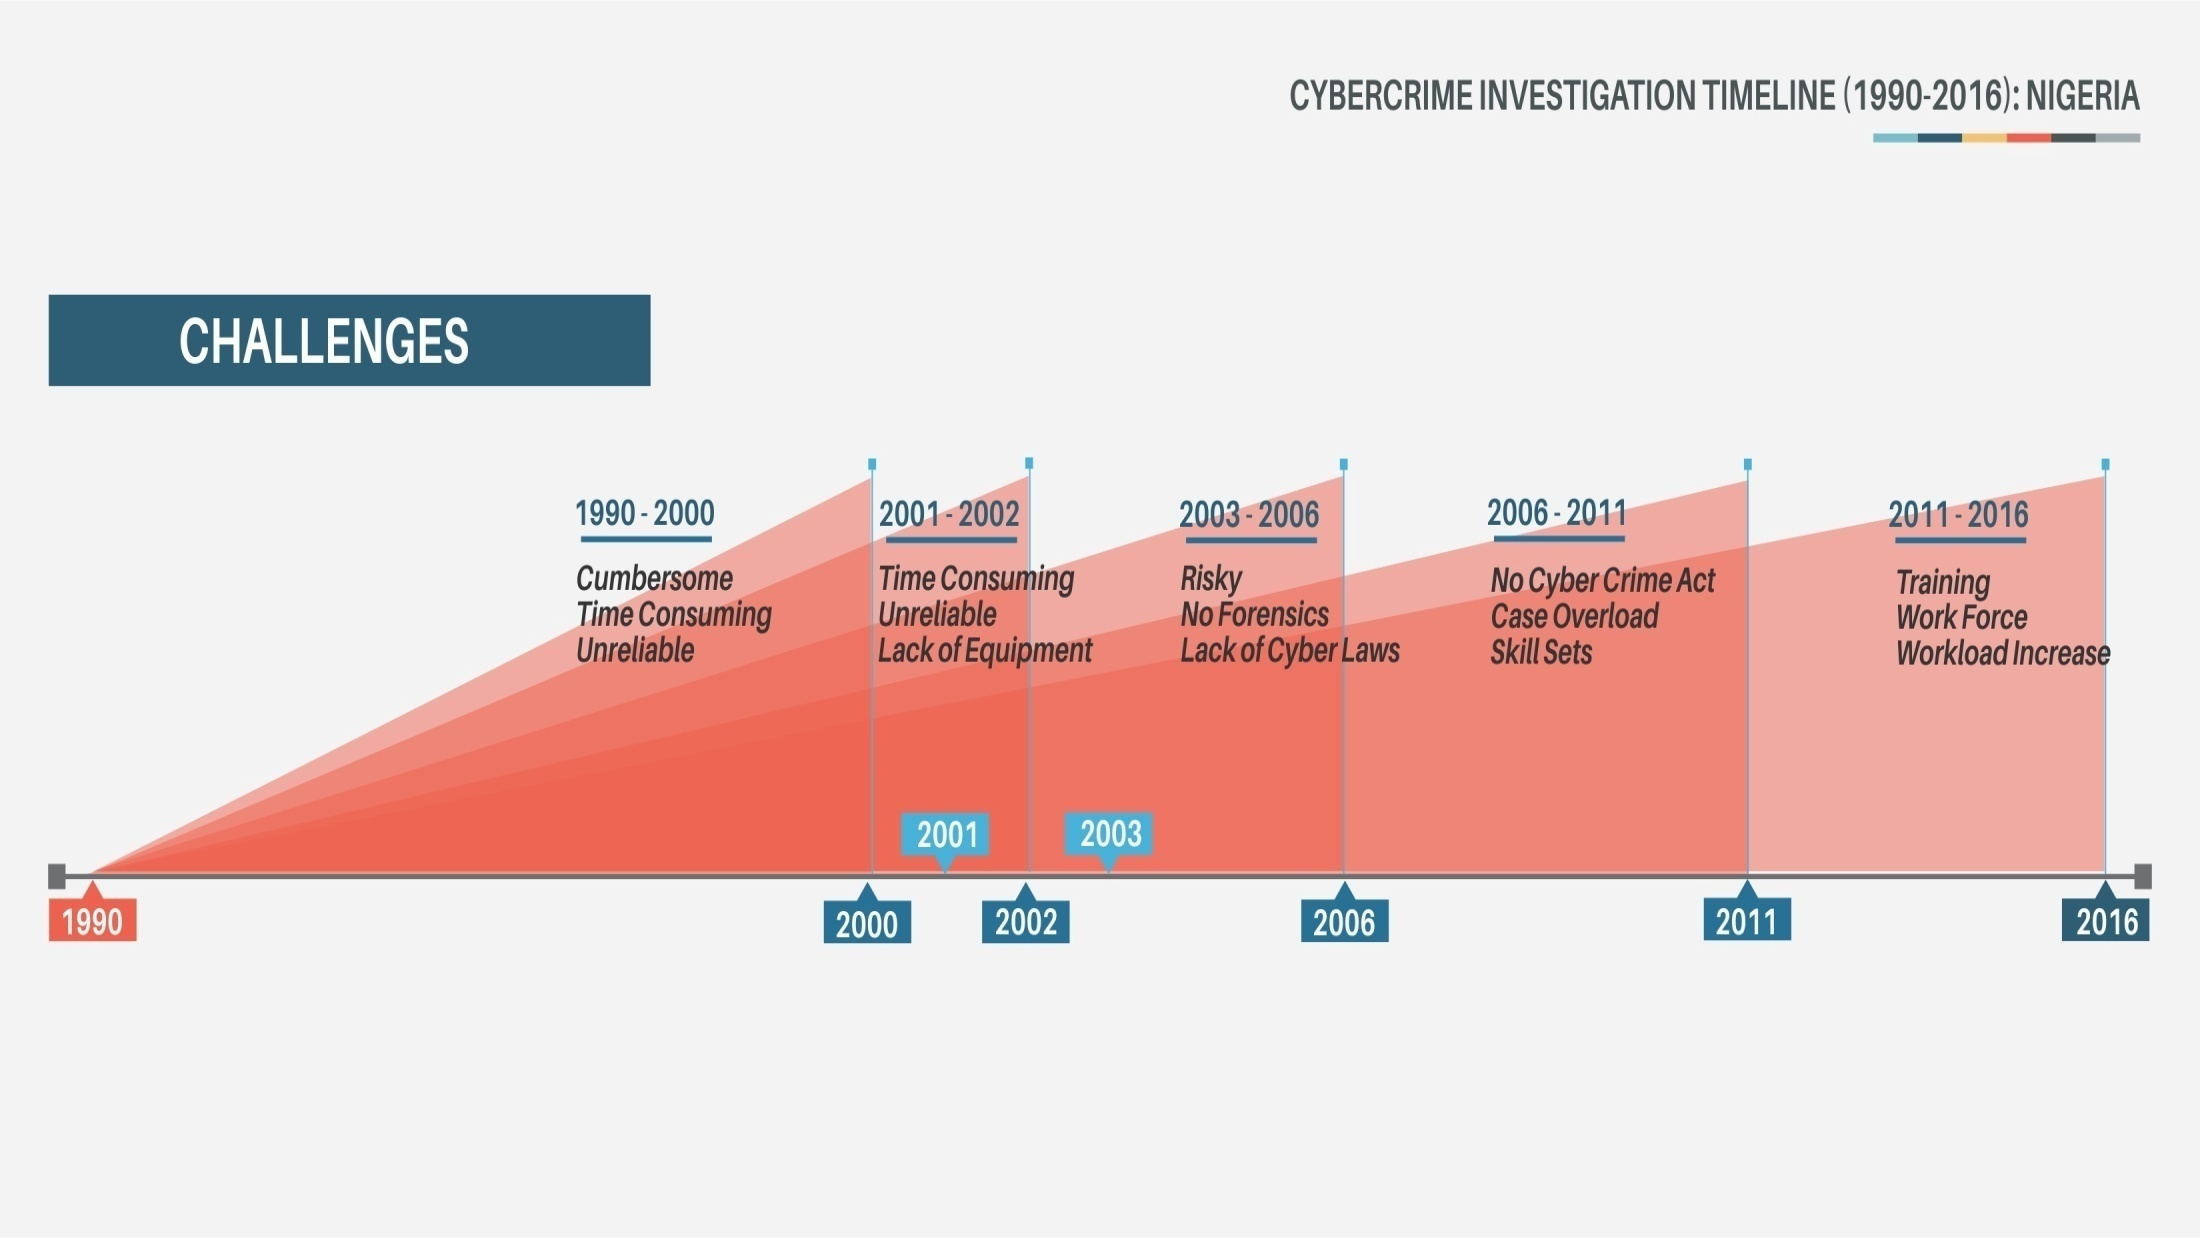 CYBERCRIME INVESTIGATION TIMELINE (1990-2016): NIGERIA
CHALLENGES
1990 - 2000
Cumbersome
Time Consuming
Unreliable
2001 - 2002
Time Consuming
Unreliable
Lack of Equipment
2003 - 2006
Risky
No Forensics
Lack of Cyber Laws
2006 - 2011
No Cyber Crime Act
Case Overload
Skill Sets
2011 - 2016
Training
Work Force
Workload Increase
2001
2003
1990
2000
2002
2006
2011
2016